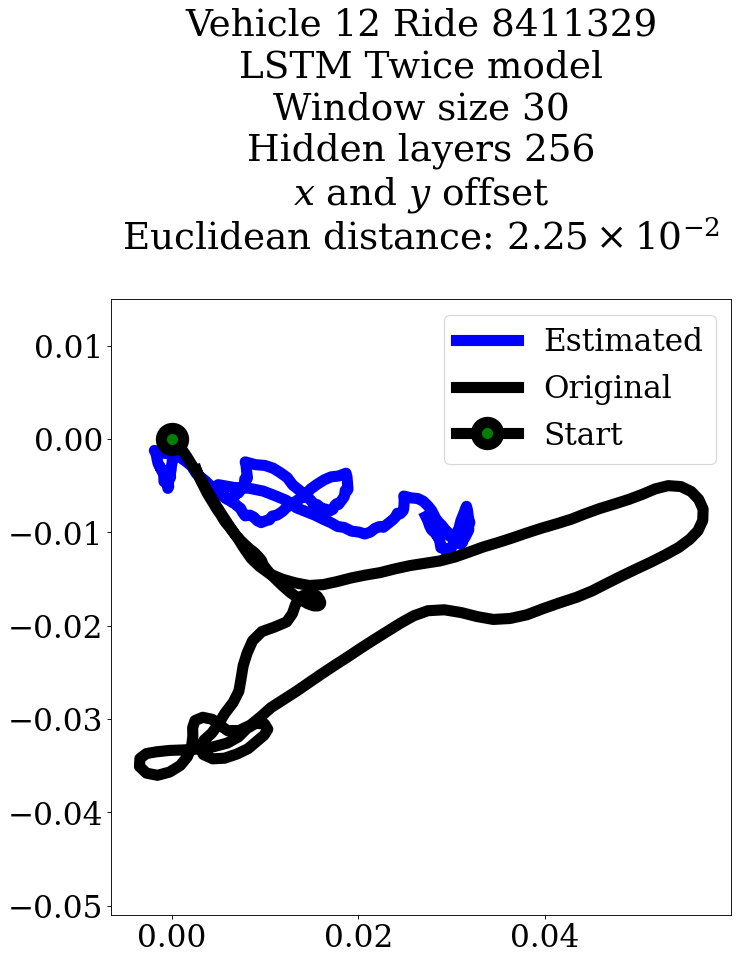 Vehicle 12 Ride 8411329
LSTM Twice model
Window size 30
Hidden layers 256
x and y offset
Euclidean distance: 2.25 × 10⁻²
Estimated
Original
Start
0.01
0.00
−0.01
−0.02
−0.03
−0.04
−0.05
0.00 0.02 0.04